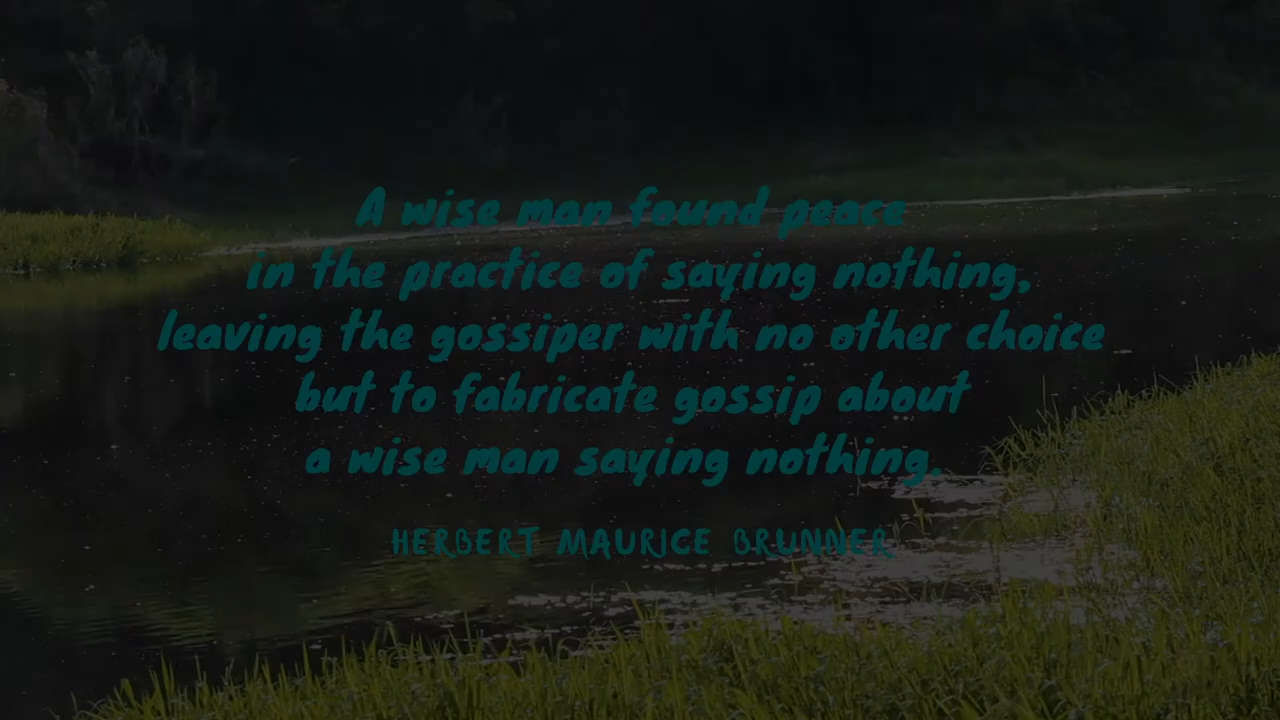 A wise man found peace
in the practice of saying nothing,
leaving the gossiper with no other choice
but to fabricate gossip about
a wise man saying nothing.
HERBERT MAURICE BRUNNER